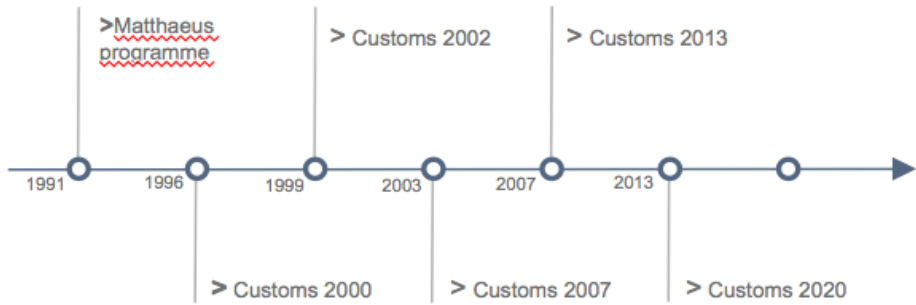 >Matthaeus
programme
> Customs 2002
> Customs 2013
1991
1996
1999
2003
2007
2013
> Customs 2000
> Customs 2007
> Customs 2020